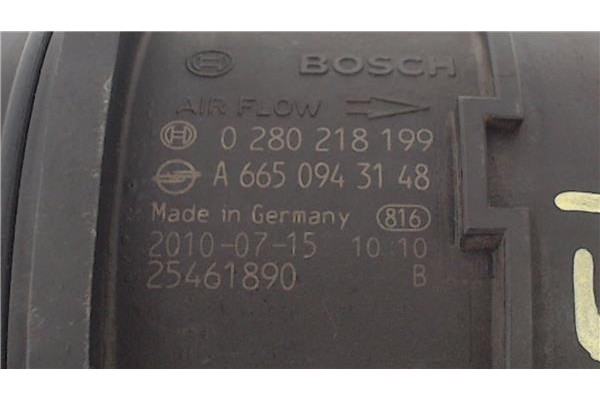 BOSCH
AIR FLOW
0 280 218 199
A 665 094 31 48
Made in Germany 816
2010-07-15 10:10
25461890 B